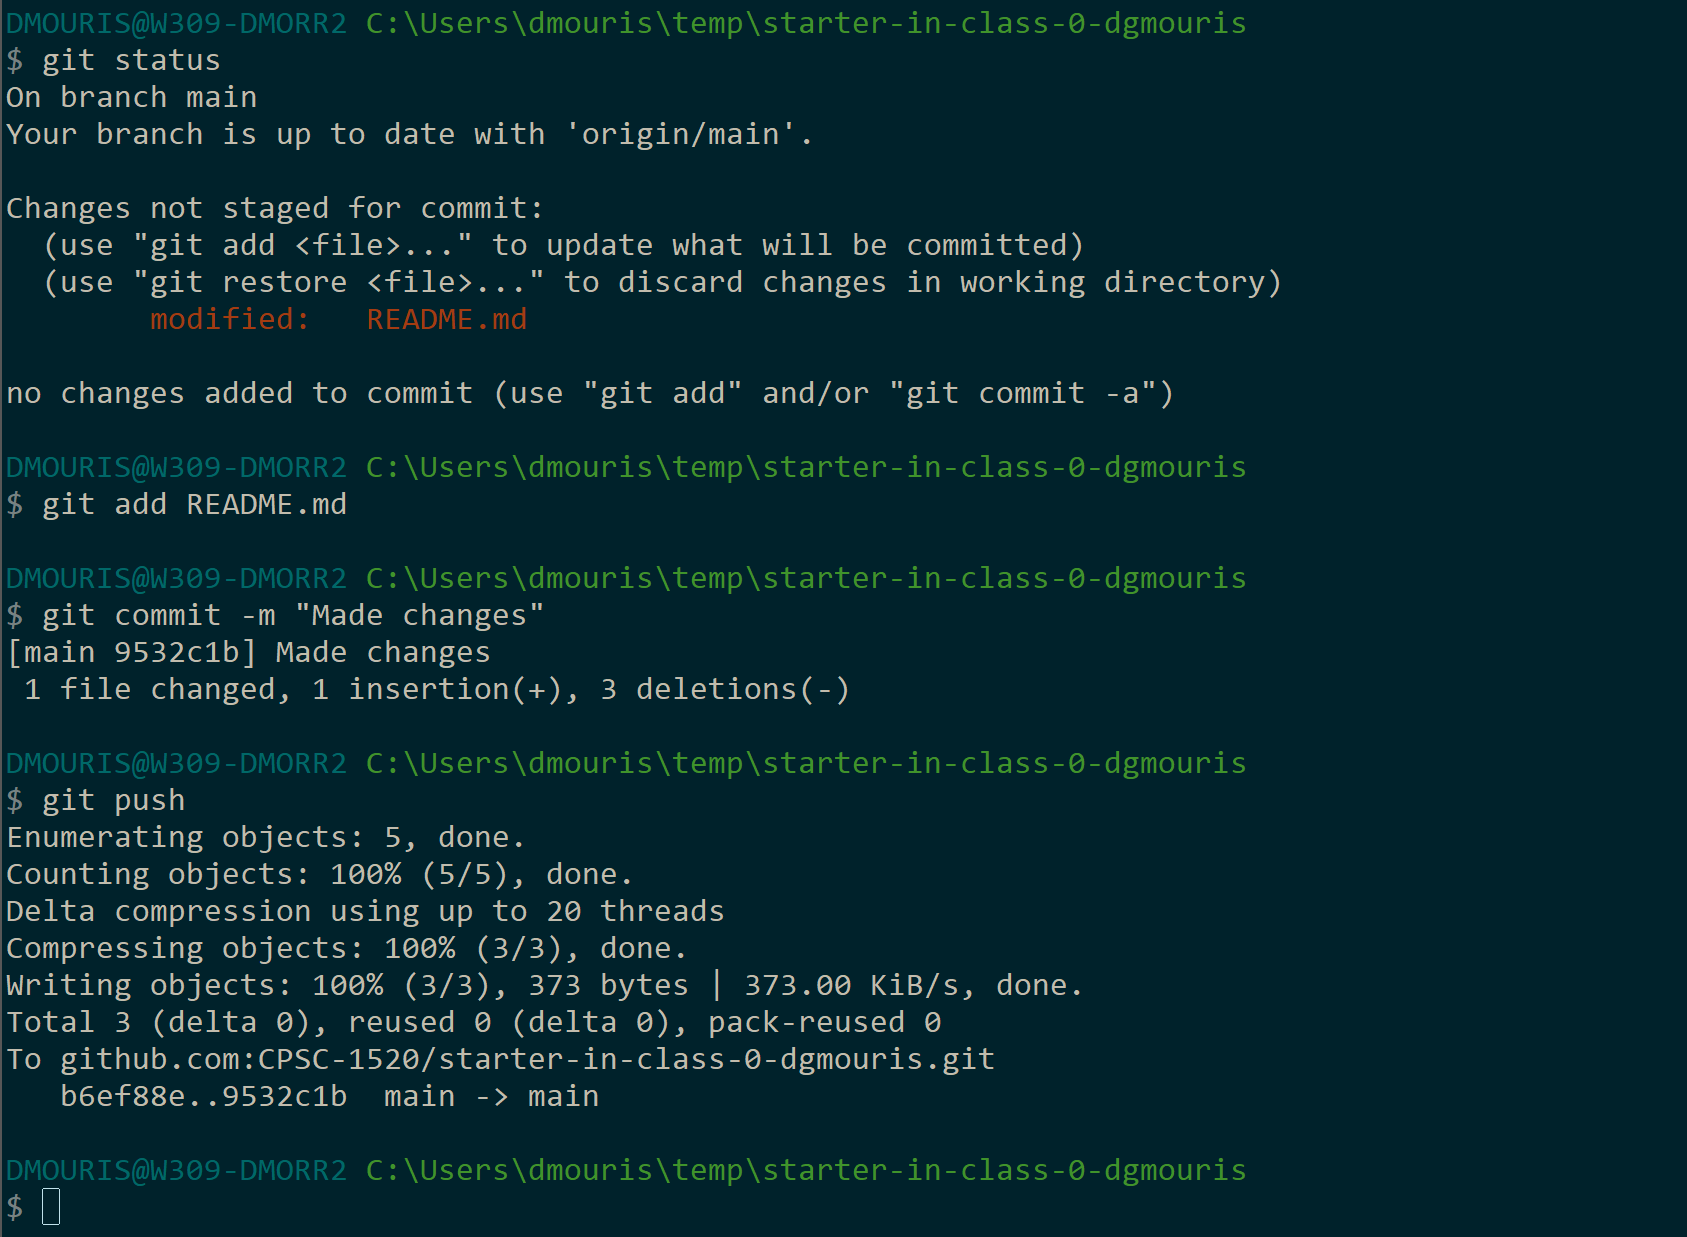 DMOURIS@W309-DMORR2 C:\Users\dmouris\temp\starter-in-class-0-dgmouris
$ git status
On branch main
Your branch is up to date with 'origin/main'.
Changes not staged for commit:
  (use "git add <file>..." to update what will be committed)
  (use "git restore <file>..." to discard changes in working directory)
        modified:   README.md
no changes added to commit (use "git add" and/or "git commit -a")
DMOURIS@W309-DMORR2 C:\Users\dmouris\temp\starter-in-class-0-dgmouris
$ git add README.md
DMOURIS@W309-DMORR2 C:\Users\dmouris\temp\starter-in-class-0-dgmouris
$ git commit -m "Made changes"
[main 9532c1b] Made changes
 1 file changed, 1 insertion(+), 3 deletions(-)
DMOURIS@W309-DMORR2 C:\Users\dmouris\temp\starter-in-class-0-dgmouris
$ git push
Enumerating objects: 5, done.
Counting objects: 100% (5/5), done.
Delta compression using up to 20 threads
Compressing objects: 100% (3/3), done.
Writing objects: 100% (3/3), 373 bytes | 373.00 KiB/s, done.
Total 3 (delta 0), reused 0 (delta 0), pack-reused 0
To github.com:CPSC-1520/starter-in-class-0-dgmouris.git
   b6ef88e..9532c1b  main -> main
DMOURIS@W309-DMORR2 C:\Users\dmouris\temp\starter-in-class-0-dgmouris
$